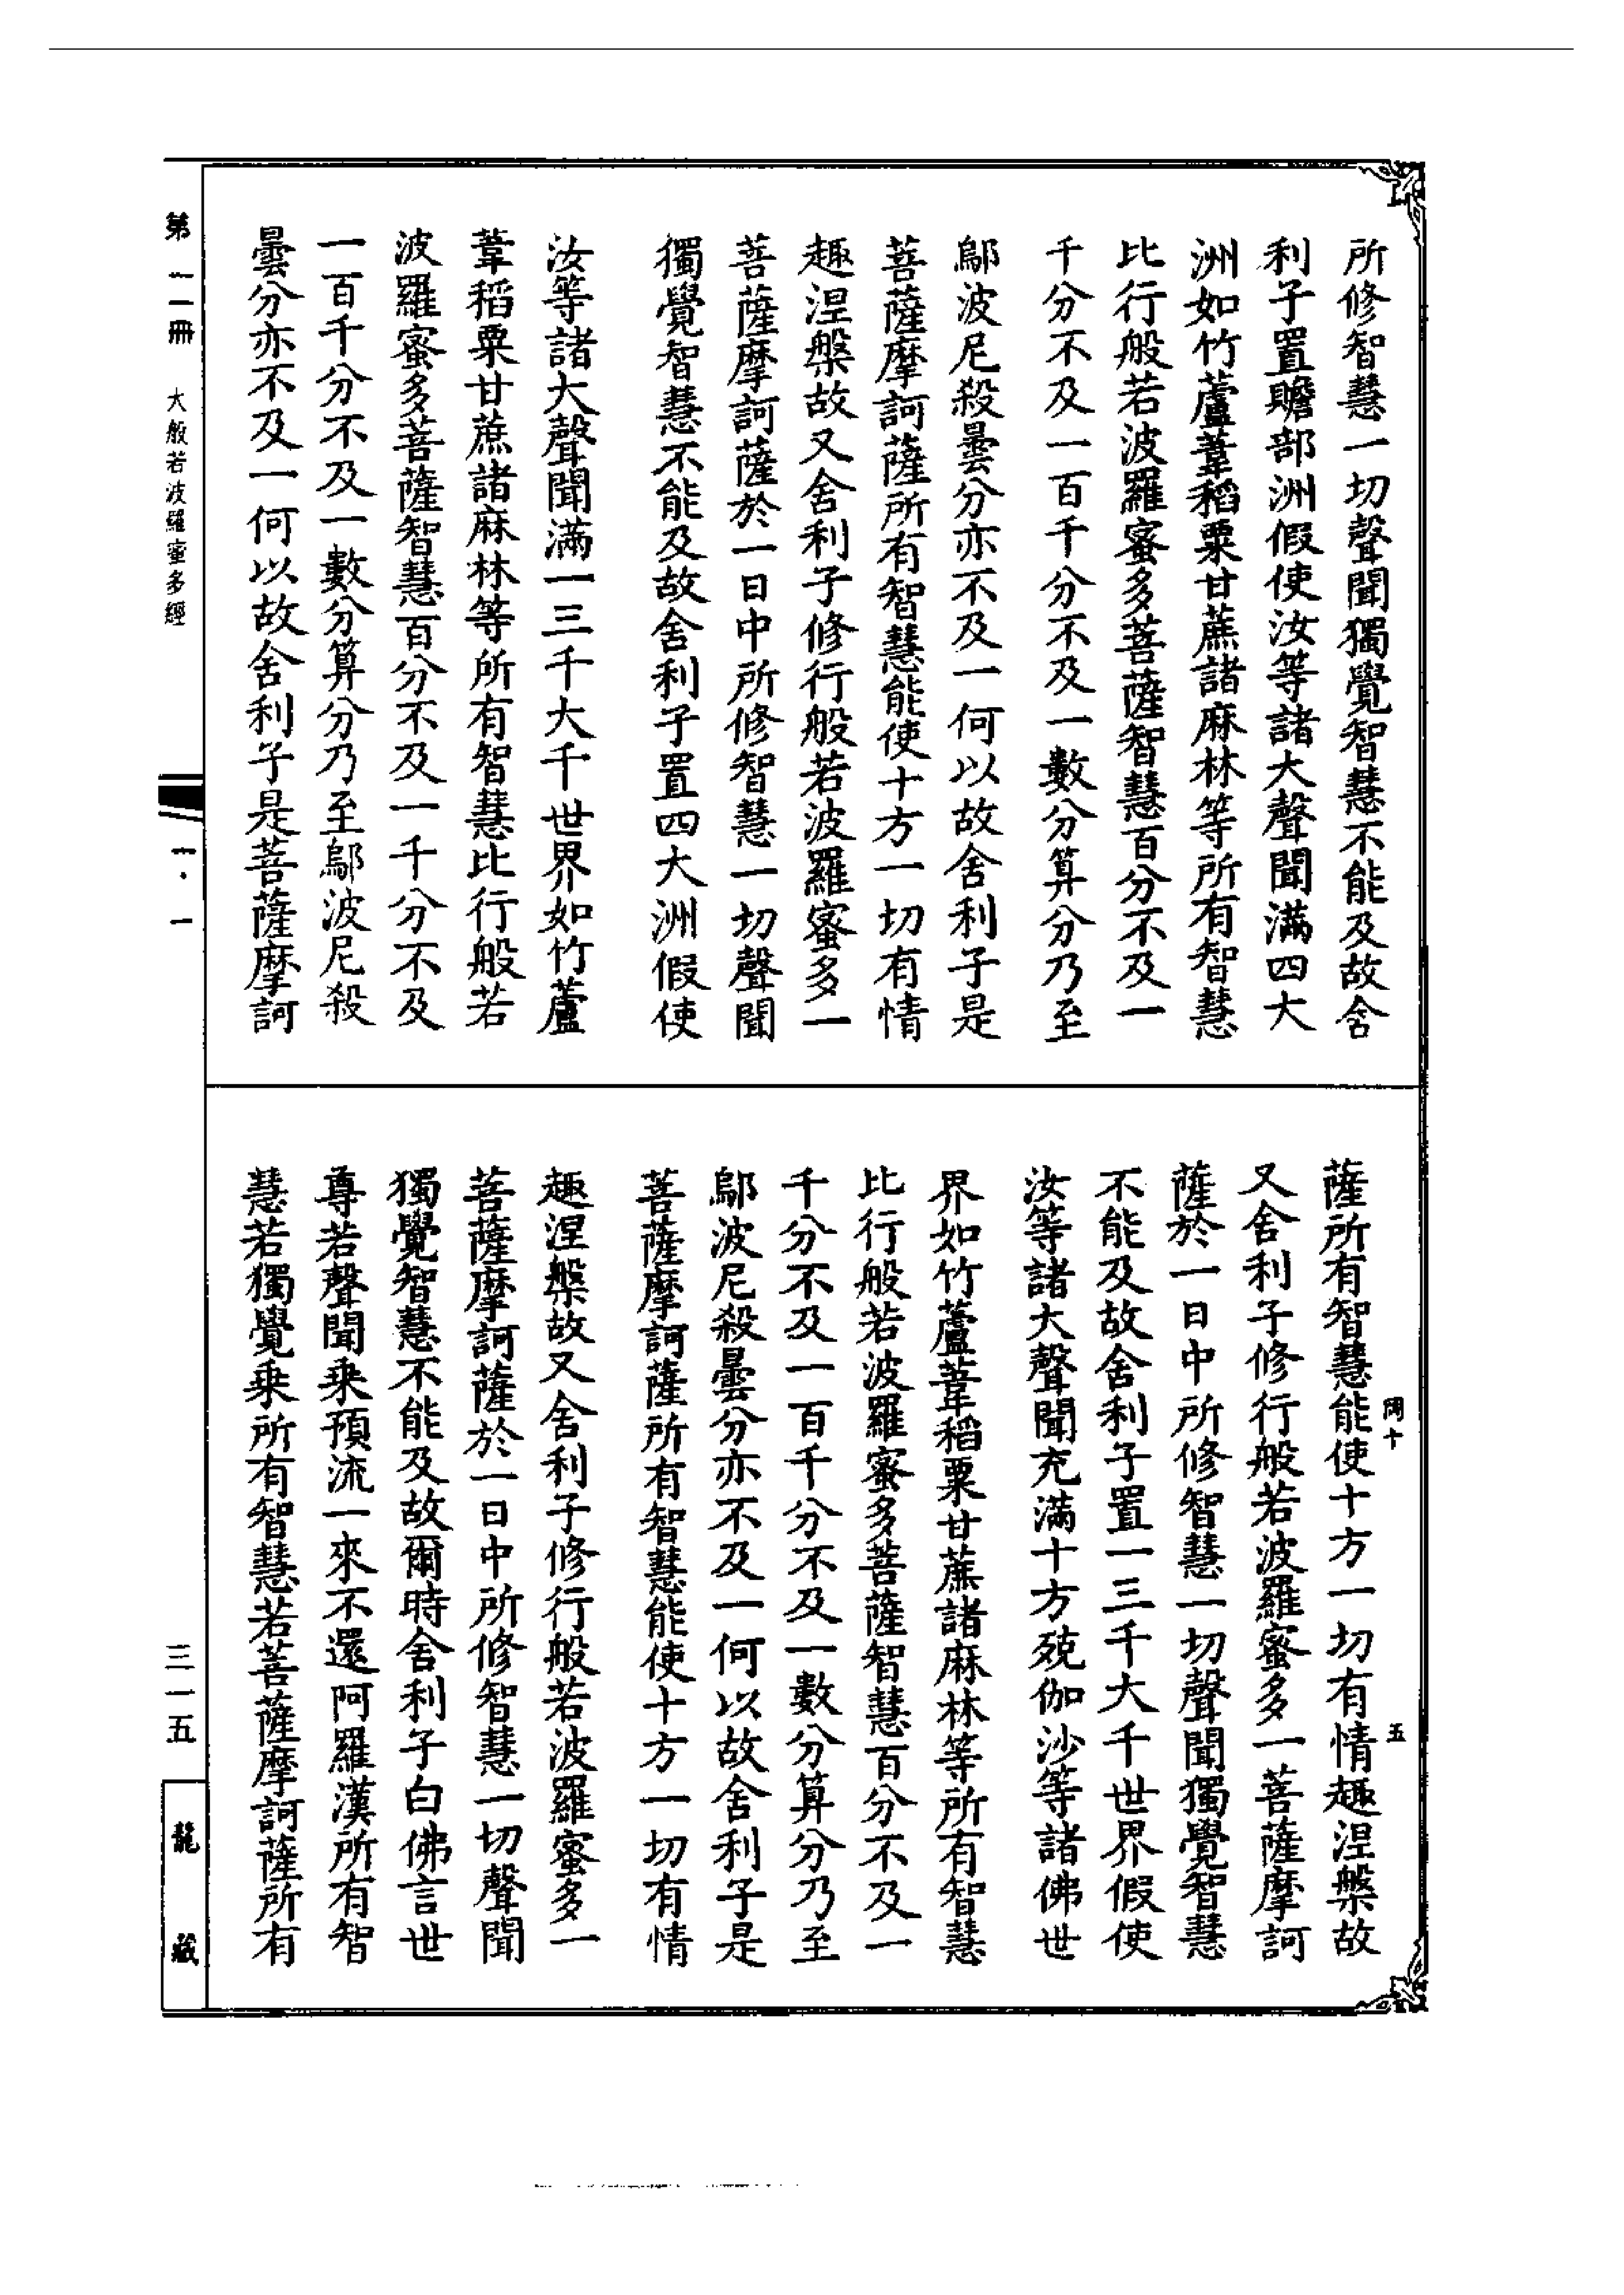 所修智慧一切聲聞獨覺智慧不能及故舍
利子置贍部洲假使汝等諸大聲聞滿四大
洲如竹蘆葦稻粟甘蔗諸麻林等所有智慧
比行般若波羅蜜多菩薩智慧百分不及一
千分不及一百千分不及一數分算分乃至
鄔波尼殺曇分亦不及一何以故舍利子是
菩薩摩訶薩所有智慧能使十方一切有情
趣涅槃故又舍利子修行般若波羅蜜多一
菩薩摩訶薩於一日中所修智慧一切聲聞
獨覺智慧不能及故舍利子置四大洲假使
汝等諸大聲聞滿一三千大千世界如竹蘆
葦稻粟甘蔗諸麻林等所有智慧比行般若
波羅蜜多菩薩智慧百分不及一千分不及
一百千分不及一數分算分乃至鄔波尼殺
曇分亦不及一何以故舍利子是菩薩摩訶
薩所有智慧能使十方一切有情趣涅槃故
又舍利子修行般若波羅蜜多一菩薩摩訶
薩於一日中所修智慧一切聲聞獨覺智慧
不能及故舍利子置一三千大千世界假使
汝等諸大聲聞充滿十方殑伽沙等諸佛世
界如竹蘆葦稻粟甘蔗諸麻林等所有智慧
比行般若波羅蜜多菩薩智慧百分不及一
千分不及一百千分不及一數分算分乃至
鄔波尼殺曇分亦不及一何以故舍利子是
菩薩摩訶薩所有智慧能使十方一切有情
趣涅槃故又舍利子修行般若波羅蜜多一
菩薩摩訶薩於一日中所修智慧一切聲聞
獨覺智慧不能及故爾時舍利子白佛言世
尊若聲聞乗預流一來不還阿羅漢所有智
慧若獨覺乗所有智慧若菩薩摩訶薩所有
五
大般若波羅蜜多經
三一五
龍藏